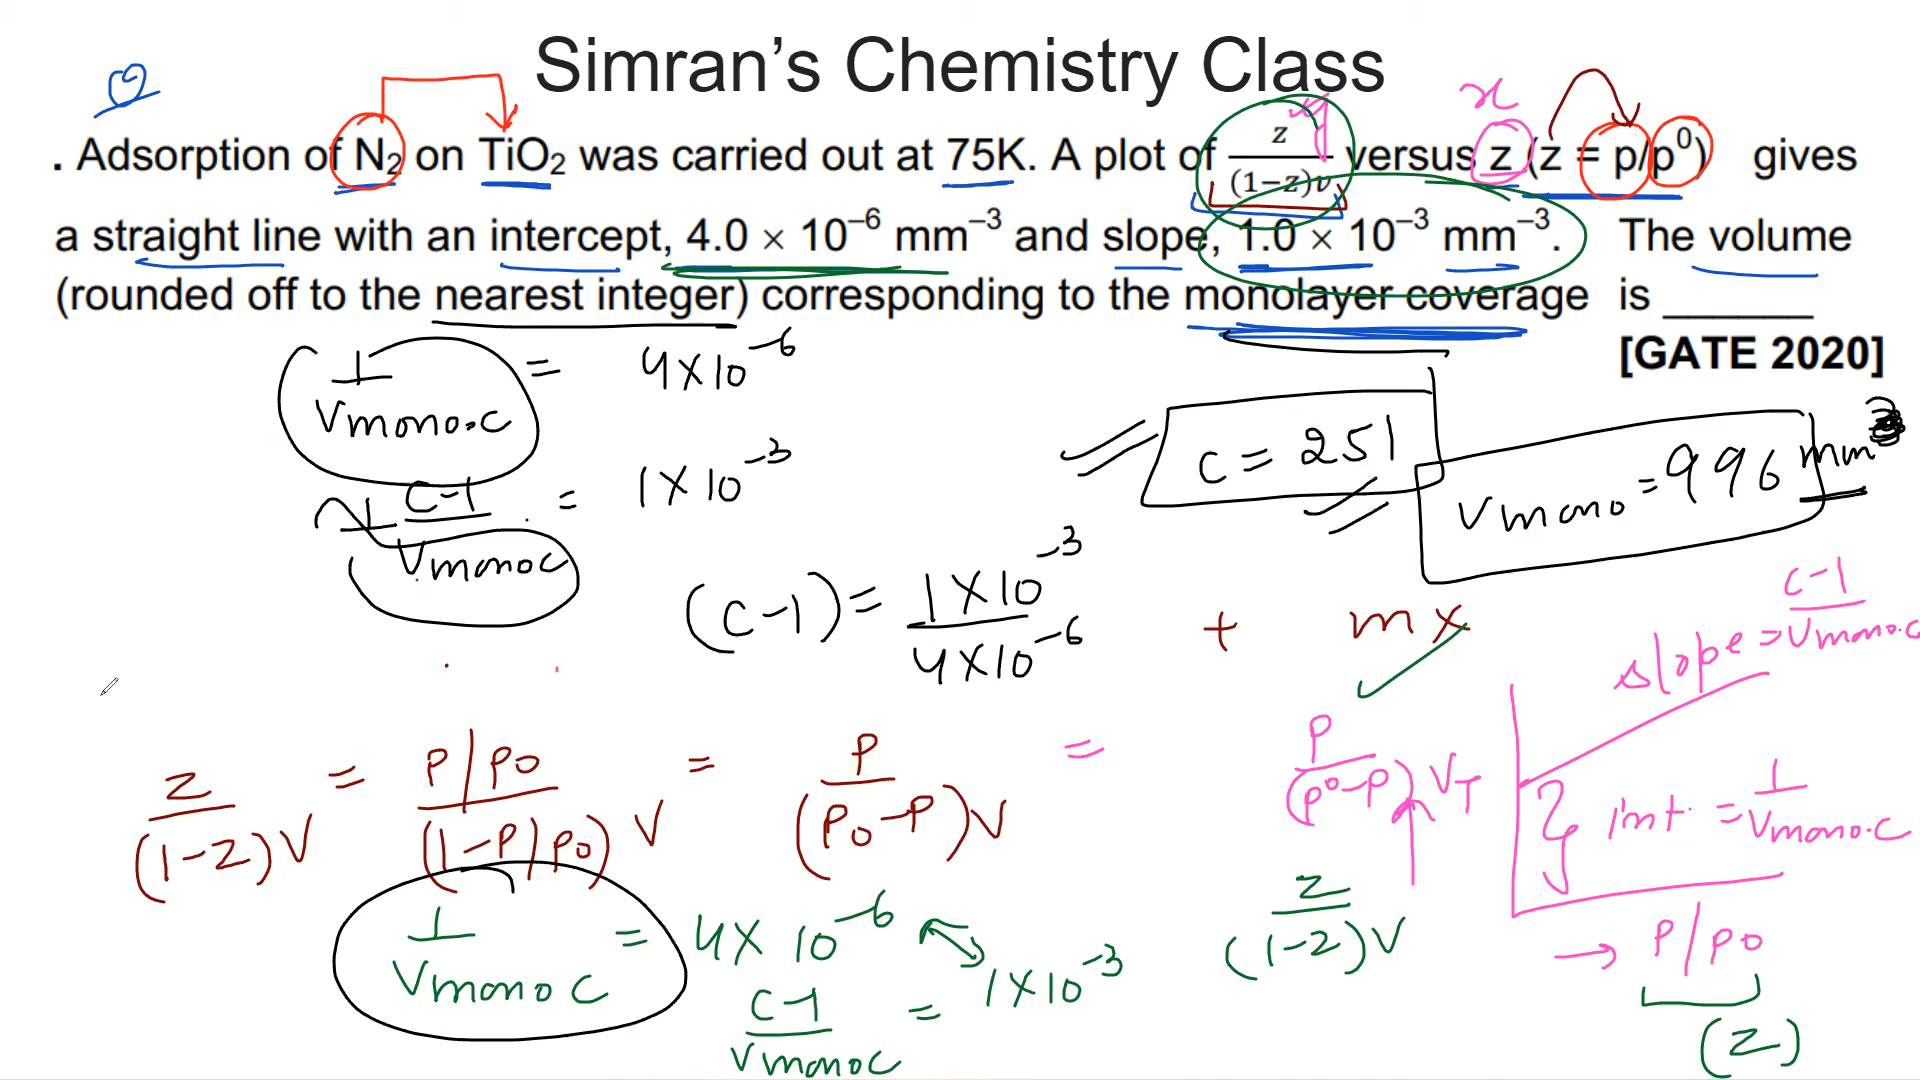 Simran's Chemistry Class
Q
x y
. Adsorption of N₂ on TiO₂ was carried out at 75K. A plot of z/((1−z)v) versus z (z = p/p⁰) gives
a straight line with an intercept, 4.0 × 10⁻⁶ mm⁻³ and slope, 1.0 × 10⁻³ mm⁻³. The volume
(rounded off to the nearest integer) corresponding to the monolayer coverage is ______
[GATE 2020]
1/(Vmono.C) = 4×10⁻⁶
(C−1)/(VmonoC) = 1×10⁻³
C = 251
Vmono = 996 mm³
(C−1) = (1×10⁻³)/(4×10⁻⁶)
+ mx
slope = (C−1)/(Vmono.C)
z/((1−z)V) = (P/P0)/((1−P/P0)V) = P/((P0−P)V) = P/((P⁰−P)VT)
int. = 1/(Vmono.C)
z/((1−z)V)
→ P/P0
(z)
1/(VmonoC) = 4×10⁻⁶
(C−1)/(VmonoC) = 1×10⁻³